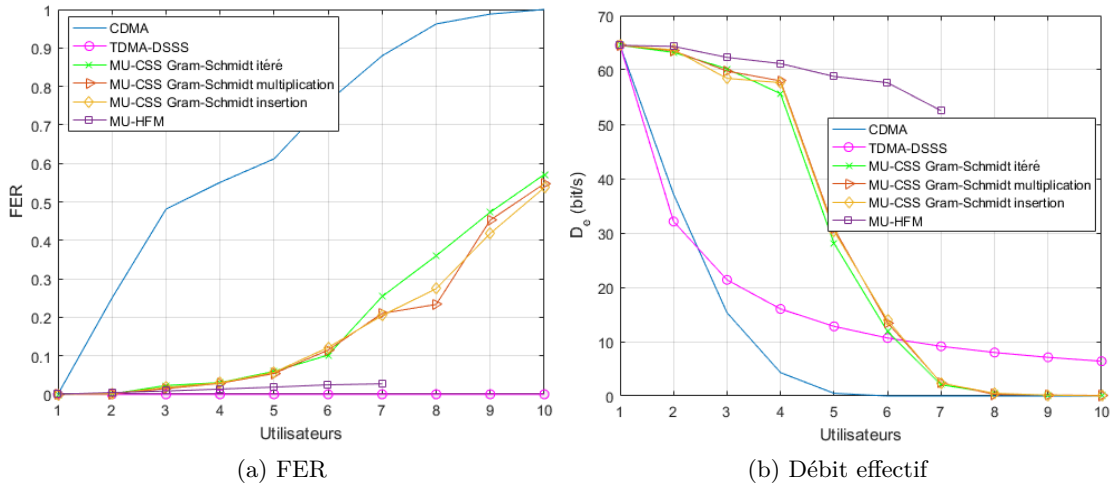 FER
1
0.9
0.8
0.7
0.6
0.5
0.4
0.3
0.2
0.1
0
CDMA
TDMA-DSSS
MU-CSS Gram-Schmidt itéré
MU-CSS Gram-Schmidt multiplication
MU-CSS Gram-Schmidt insertion
MU-HFM
1 2 3 4 5 6 7 8 9 10
Utilisateurs
(a) FER
De (bit/s)
70
60
50
40
30
20
10
0
CDMA
TDMA-DSSS
MU-CSS Gram-Schmidt itéré
MU-CSS Gram-Schmidt multiplication
MU-CSS Gram-Schmidt insertion
MU-HFM
1 2 3 4 5 6 7 8 9 10
Utilisateurs
(b) Débit effectif